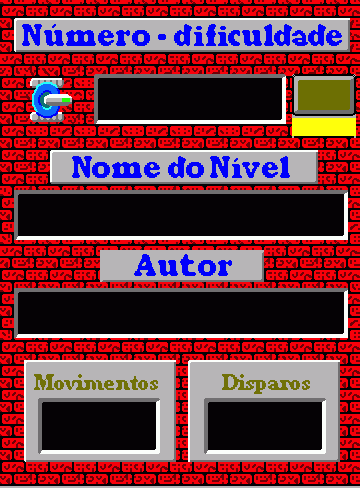 Número - dificuldade
Nome do Nível
Autor
Movimentos
Disparos